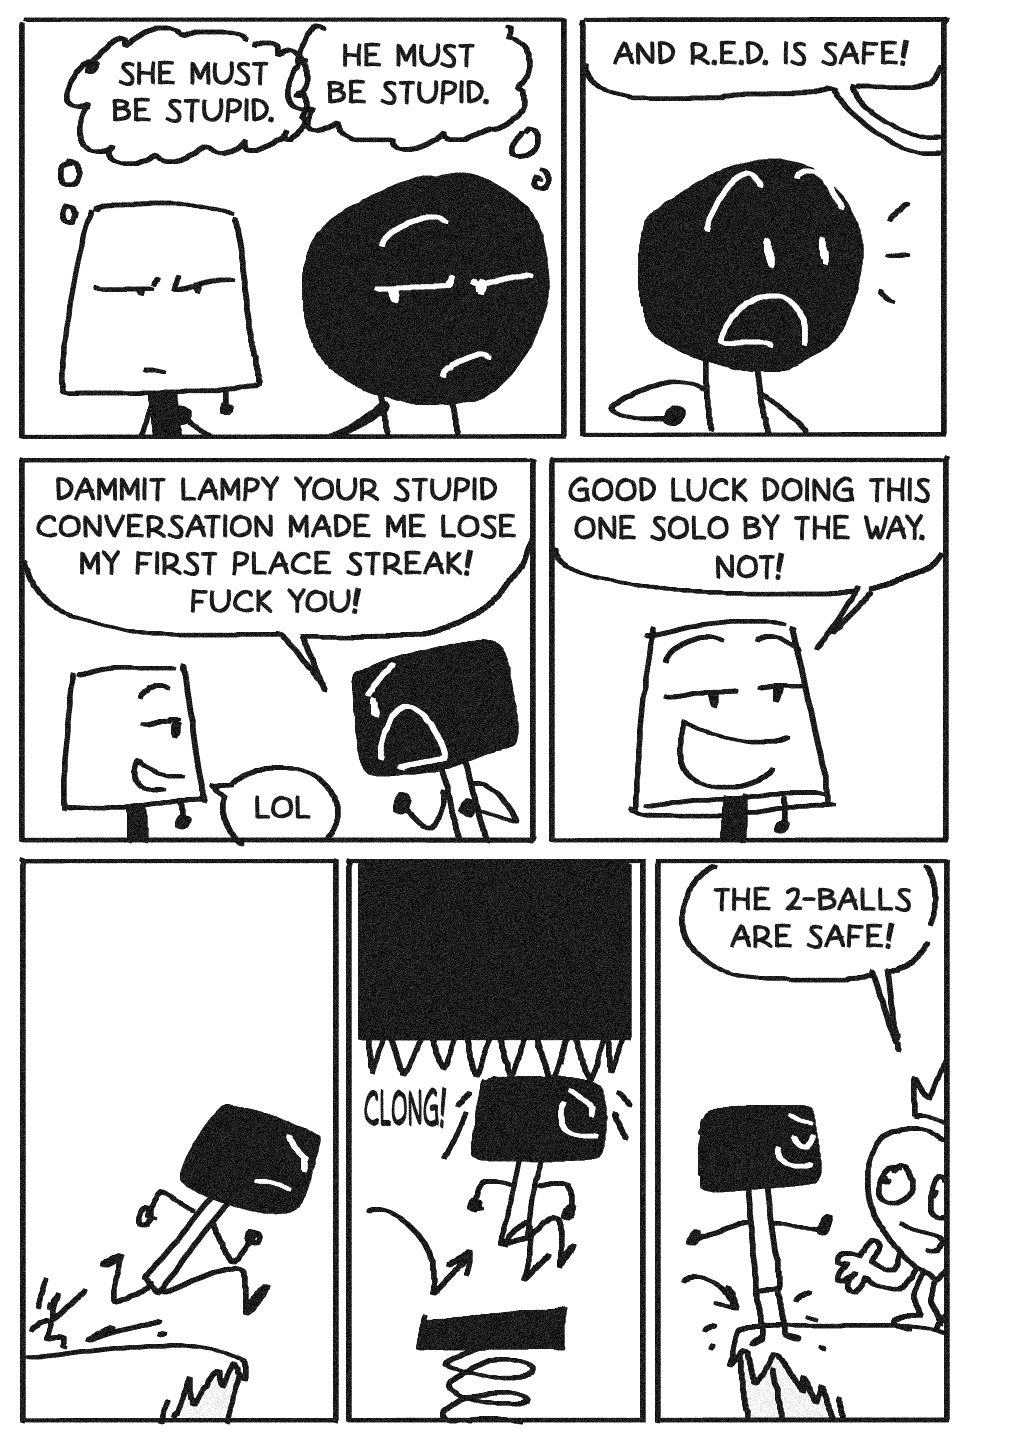 SHE MUST
BE STUPID.
HE MUST
BE STUPID.
AND R.E.D. IS SAFE!
DAMMIT LAMPY YOUR STUPID
CONVERSATION MADE ME LOSE
MY FIRST PLACE STREAK!
FUCK YOU!
LOL
GOOD LUCK DOING THIS
ONE SOLO BY THE WAY.
NOT!
CLONG!
THE 2-BALLS
ARE SAFE!